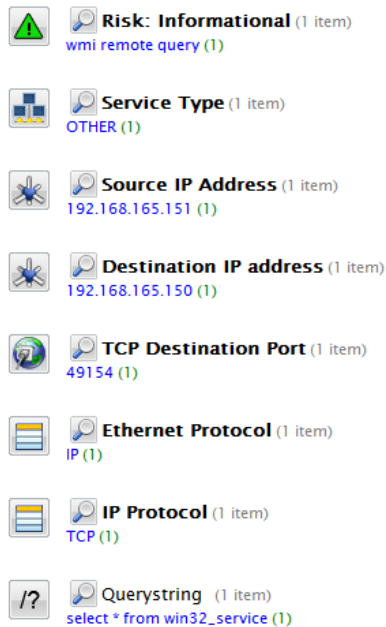 Risk: Informational (1 item)
wmi remote query (1)
Service Type (1 item)
OTHER (1)
Source IP Address (1 item)
192.168.165.151 (1)
Destination IP address (1 item)
192.168.165.150 (1)
TCP Destination Port (1 item)
49154 (1)
Ethernet Protocol (1 item)
IP (1)
IP Protocol (1 item)
TCP (1)
/? Querystring (1 item)
select * from win32_service (1)